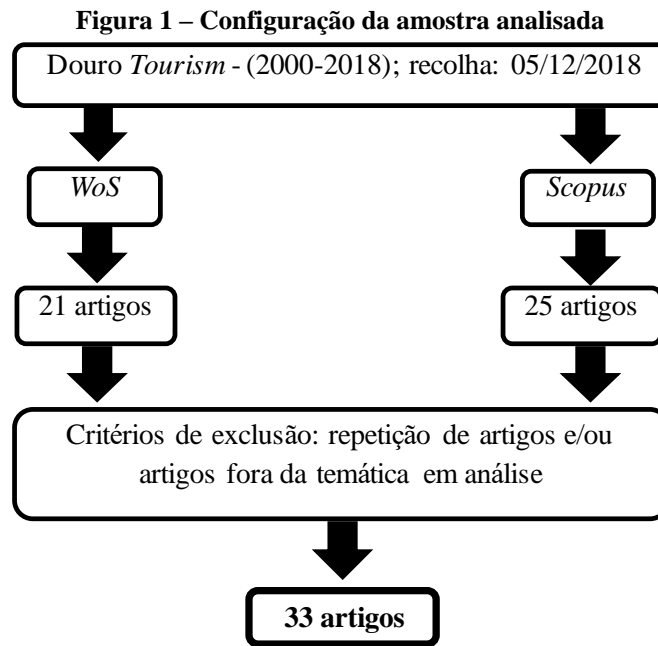 Figura 1 – Configuração da amostra analisada
Douro Tourism - (2000-2018); recolha: 05/12/2018
WoS
Scopus
21 artigos
25 artigos
Critérios de exclusão: repetição de artigos e/ou
artigos fora da temática em análise
33 artigos